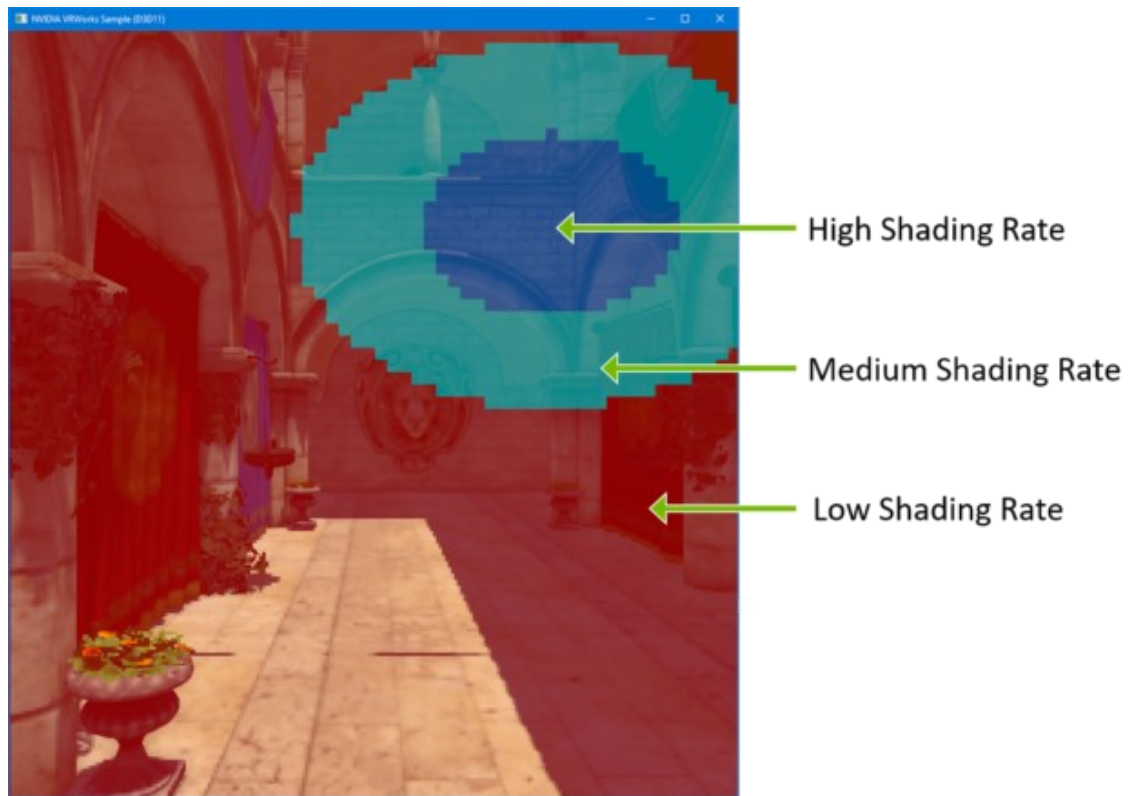 NVIDIA VRWorks Sample (D3D11)
High Shading Rate
Medium Shading Rate
Low Shading Rate